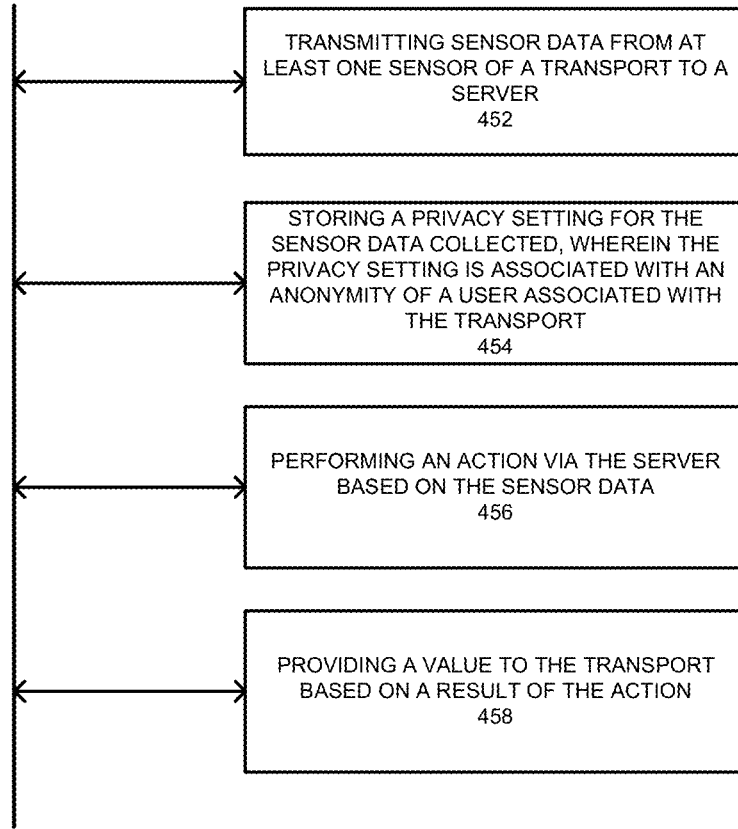 TRANSMITTING SENSOR DATA FROM AT
LEAST ONE SENSOR OF A TRANSPORT TO A
SERVER
452
STORING A PRIVACY SETTING FOR THE
SENSOR DATA COLLECTED, WHEREIN THE
PRIVACY SETTING IS ASSOCIATED WITH AN
ANONYMITY OF A USER ASSOCIATED WITH
THE TRANSPORT
454
PERFORMING AN ACTION VIA THE SERVER
BASED ON THE SENSOR DATA
456
PROVIDING A VALUE TO THE TRANSPORT
BASED ON A RESULT OF THE ACTION
458